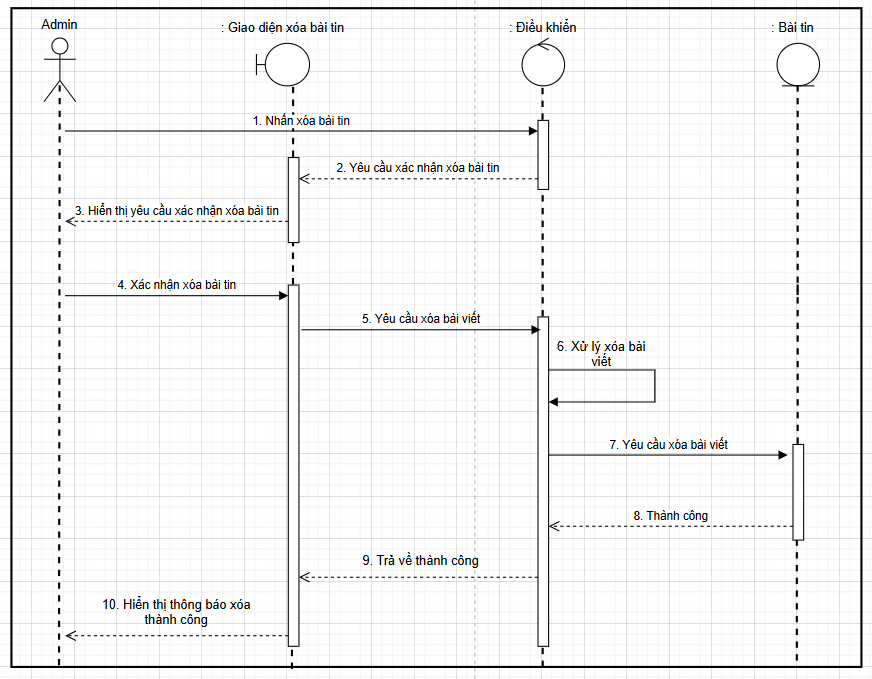 Admin
: Giao diện xóa bài tin
: Điều khiển
: Bài tin
1. Nhấn xóa bài tin
2. Yêu cầu xác nhận xóa bài tin
3. Hiển thị yêu cầu xác nhận xóa bài tin
4. Xác nhận xóa bài tin
5. Yêu cầu xóa bài viết
6. Xử lý xóa bài
viết
7. Yêu cầu xóa bài viết
8. Thành công
9. Trả về thành công
10. Hiển thị thông báo xóa
thành công